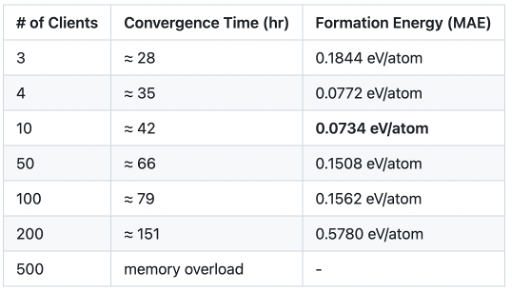 # of Clients Convergence Time (hr) Formation Energy (MAE)
3 ≈ 28 0.1844 eV/atom
4 ≈ 35 0.0772 eV/atom
10 ≈ 42 0.0734 eV/atom
50 ≈ 66 0.1508 eV/atom
100 ≈ 79 0.1562 eV/atom
200 ≈ 151 0.5780 eV/atom
500 memory overload -